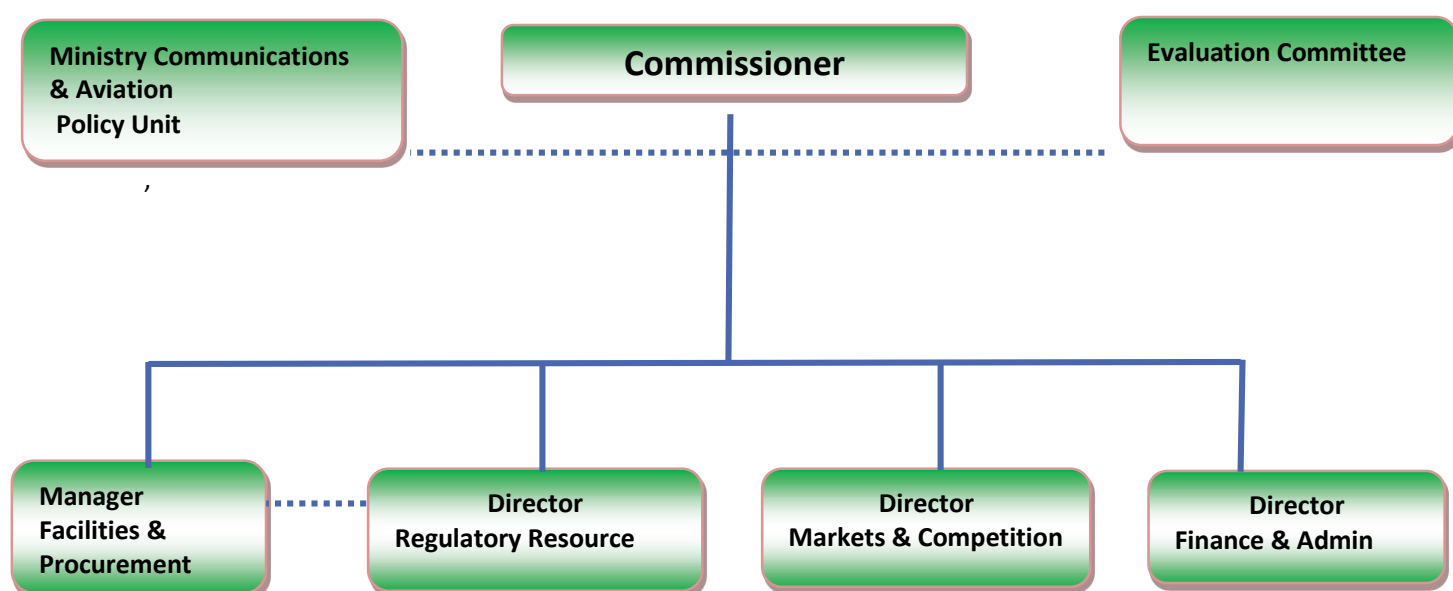 Ministry Communications
& Aviation
Policy Unit
Commissioner
Evaluation Committee
,
Manager
Facilities &
Procurement
Director
Regulatory Resource
Director
Markets & Competition
Director
Finance & Admin